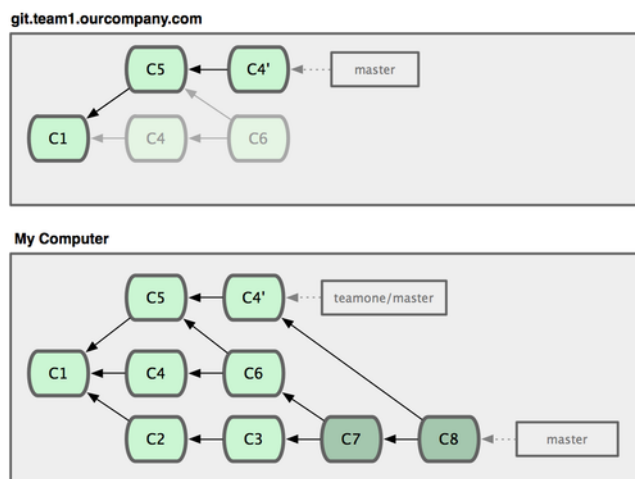 git.team1.ourcompany.com
C5 C4' master
C1 C4 C6
My Computer
C5 C4' teamone/master
C1 C4 C6
C2 C3 C7 C8 master